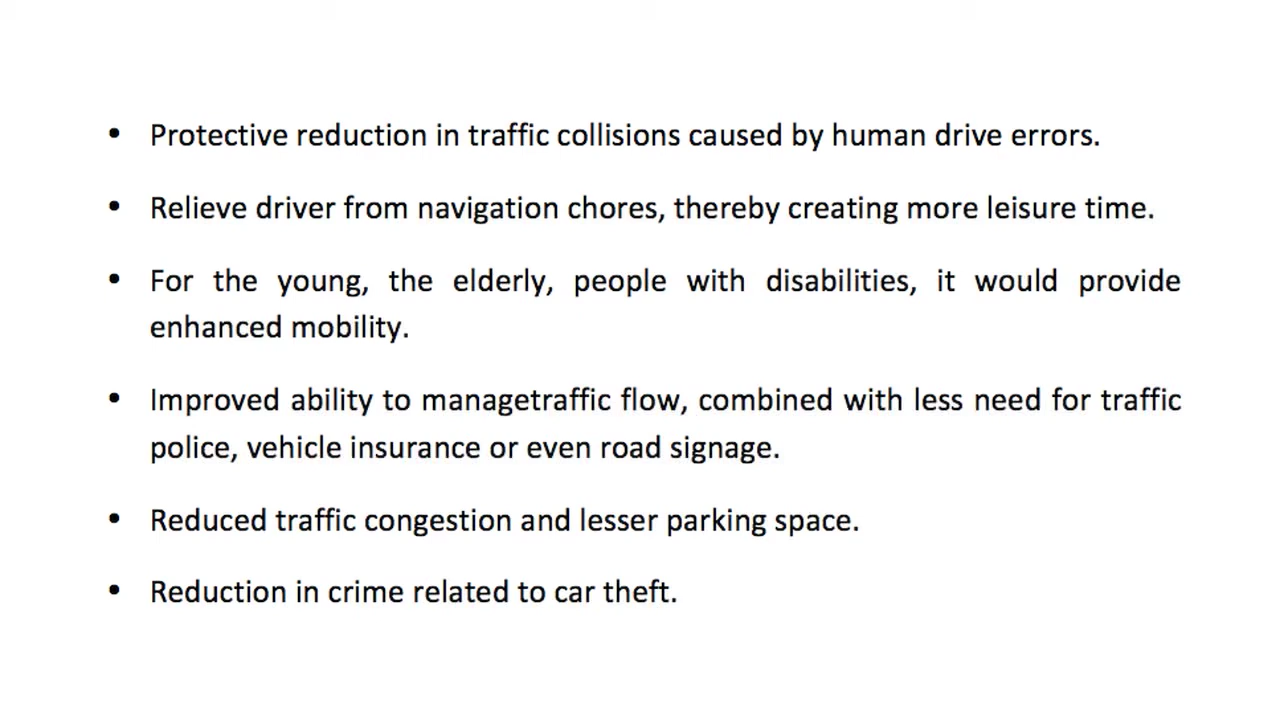 • Protective reduction in traffic collisions caused by human drive errors.
• Relieve driver from navigation chores, thereby creating more leisure time.
• For the young, the elderly, people with disabilities, it would provide
enhanced mobility.
• Improved ability to managetraffic flow, combined with less need for traffic
police, vehicle insurance or even road signage.
• Reduced traffic congestion and lesser parking space.
• Reduction in crime related to car theft.